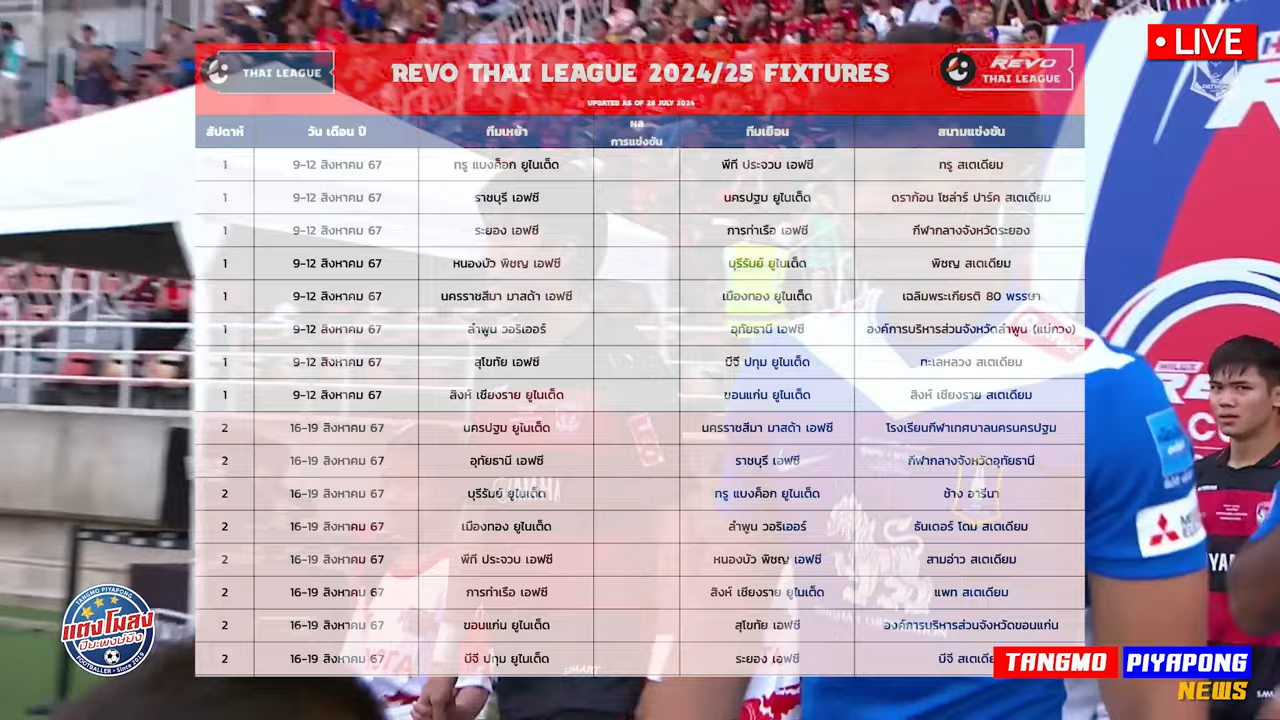 • LIVE
THAI LEAGUE
REVO THAI LEAGUE 2024/25 FIXTURES
REVO
THAI LEAGUE
UPDATED AS OF 25 JULY 2024
สัปดาห์ วัน เดือน ปี ทีมเหย้า ผลการแข่งขัน ทีมเยือน สนามแข่งขัน
1 9-12 สิงหาคม 67 ทรู แบงค็อก ยูไนเต็ด พีที ประจวบ เอฟซี ทรู สเตเดียม
1 9-12 สิงหาคม 67 ราชบุรี เอฟซี นครปฐม ยูไนเต็ด ดราก้อน โซล่าร์ ปาร์ค สเตเดียม
1 9-12 สิงหาคม 67 ระยอง เอฟซี การท่าเรือ เอฟซี กีฬากลางจังหวัดระยอง
1 9-12 สิงหาคม 67 หนองบัว พิชญ เอฟซี บุรีรัมย์ ยูไนเต็ด พิชญ สเตเดียม
1 9-12 สิงหาคม 67 นครราชสีมา มาสด้า เอฟซี เมืองทอง ยูไนเต็ด เฉลิมพระเกียรติ 80 พรรษา
1 9-12 สิงหาคม 67 ลำพูน วอริเออร์ อุทัยธานี เอฟซี องค์การบริหารส่วนจังหวัดลำพูน (แม่กวง)
1 9-12 สิงหาคม 67 สุโขทัย เอฟซี บีจี ปทุม ยูไนเต็ด ทะเลหลวง สเตเดียม
1 9-12 สิงหาคม 67 สิงห์ เชียงราย ยูไนเต็ด ขอนแก่น ยูไนเต็ด สิงห์ เชียงราย สเตเดียม
2 16-19 สิงหาคม 67 นครปฐม ยูไนเต็ด นครราชสีมา มาสด้า เอฟซี โรงเรียนกีฬาเทศบาลนครนครปฐม
2 16-19 สิงหาคม 67 อุทัยธานี เอฟซี ราชบุรี เอฟซี กีฬากลางจังหวัดอุทัยธานี
2 16-19 สิงหาคม 67 บุรีรัมย์ ยูไนเต็ด ทรู แบงค็อก ยูไนเต็ด ช้าง อารีนา
2 16-19 สิงหาคม 67 เมืองทอง ยูไนเต็ด ลำพูน วอริเออร์ ธันเดอร์ โดม สเตเดียม
2 16-19 สิงหาคม 67 พีที ประจวบ เอฟซี หนองบัว พิชญ เอฟซี สามอ่าว สเตเดียม
2 16-19 สิงหาคม 67 การท่าเรือ เอฟซี สิงห์ เชียงราย ยูไนเต็ด แพท สเตเดียม
2 16-19 สิงหาคม 67 ขอนแก่น ยูไนเต็ด สุโขทัย เอฟซี องค์การบริหารส่วนจังหวัดขอนแก่น
2 16-19 สิงหาคม 67 บีจี ปทุม ยูไนเต็ด ระยอง เอฟซี บีจี
TANGMO PIYAPONG
แตงโมลง
ปิยะพงษ์ยิง
FOOTBALLER • Since 2019
TANGMO PIYAPONG
NEWS